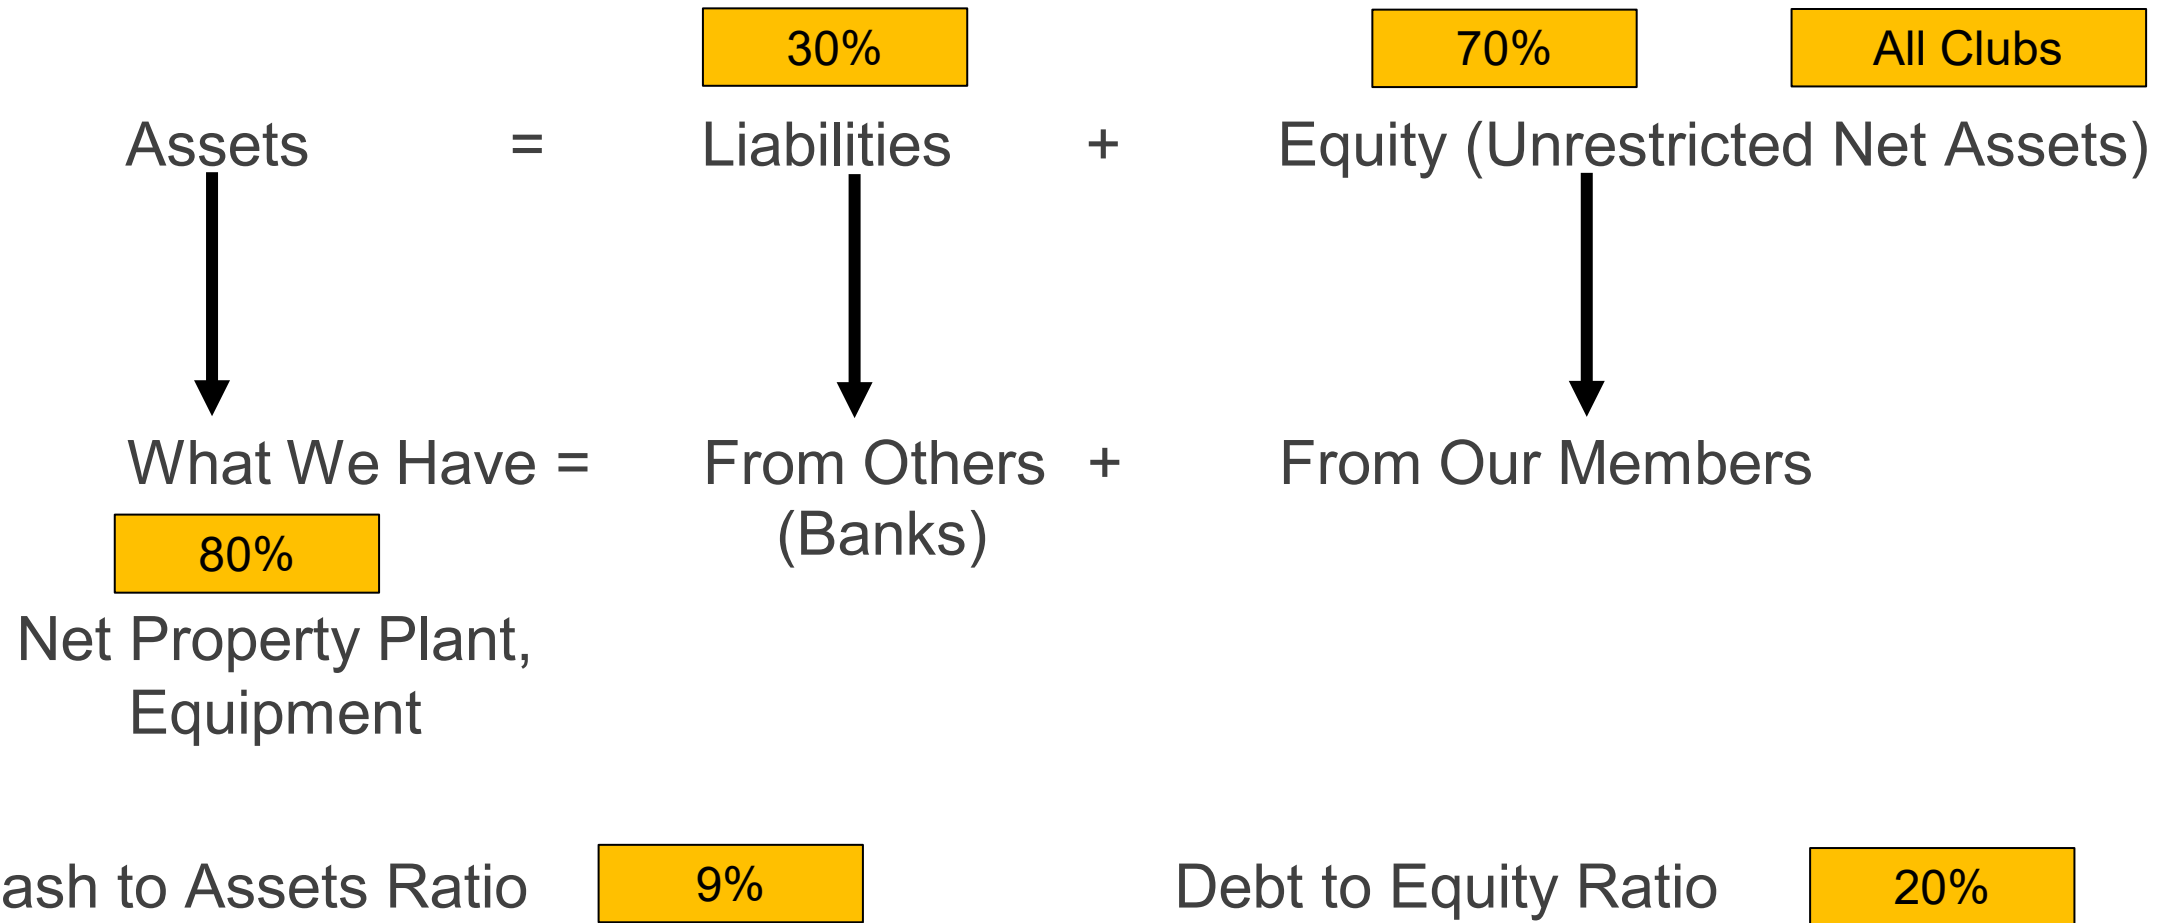 30% 70% All Clubs
Assets = Liabilities + Equity (Unrestricted Net Assets)
What We Have = From Others + From Our Members
(Banks)
80%
Net Property Plant,
Equipment
ash to Assets Ratio 9% Debt to Equity Ratio 20%